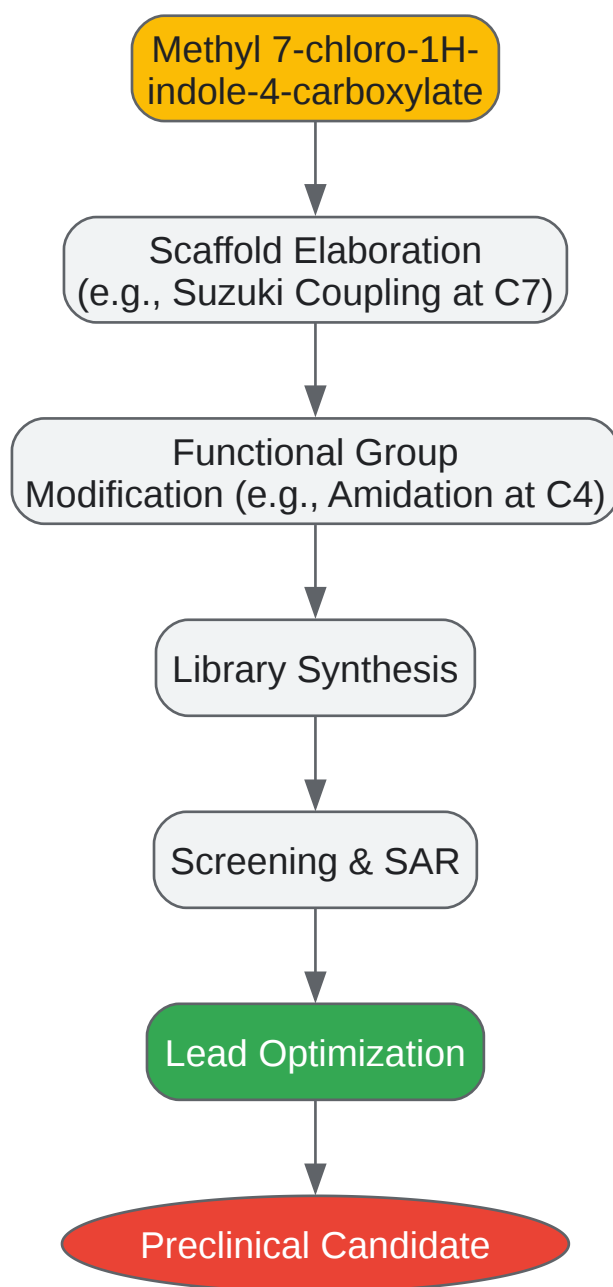 Methyl 7-chloro-1H-
indole-4-carboxylate
Scaffold Elaboration
(e.g., Suzuki Coupling at C7)
Functional Group
Modification (e.g., Amidation at C4)
Library Synthesis
Screening & SAR
Lead Optimization
Preclinical Candidate